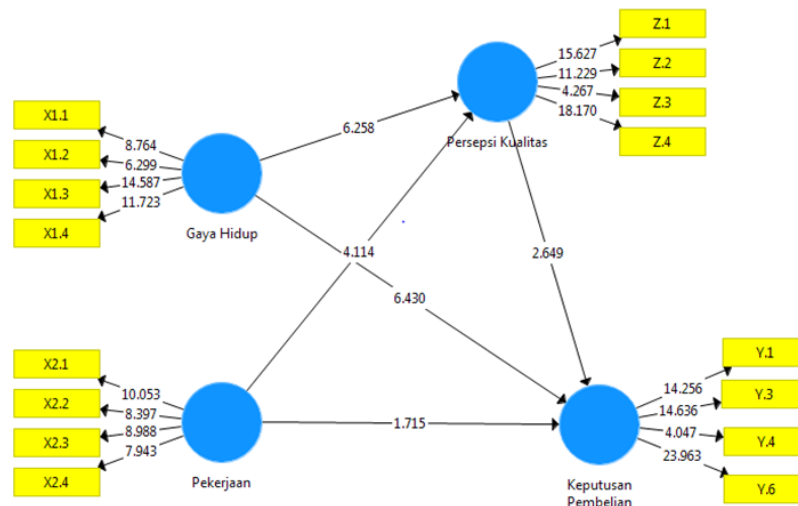 Z.1
15.627
Z.2
11.229
4.267
Z.3
18.170
Z.4
Persepsi Kualitas
X1.1
8.764
X1.2
6.299
14.587
X1.3
11.723
X1.4
Gaya Hidup
6.258
4.114
2.649
6.430
X2.1
10.053
X2.2
8.397
8.988
X2.3
7.943
X2.4
Pekerjaan
1.715
Y.1
14.256
Y.3
14.636
4.047
Y.4
23.963
Y.6
Keputusan
Pembelian